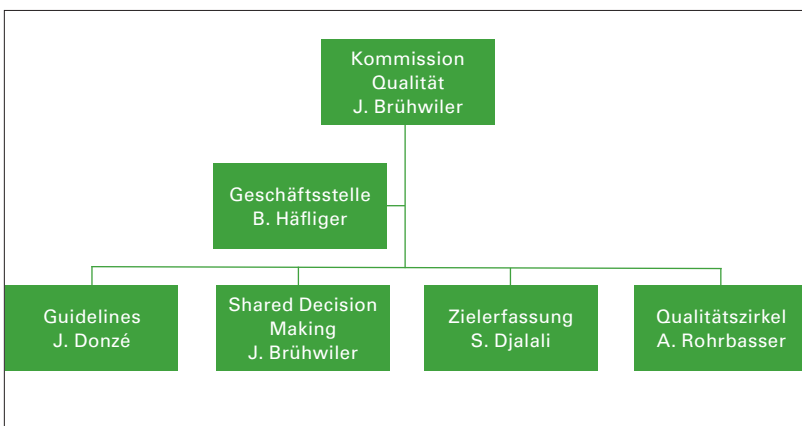 Kommission
Qualität
J. Brühwiler
Geschäftsstelle
B. Häfliger
Guidelines
J. Donzé
Shared Decision
Making
J. Brühwiler
Zielerfassung
S. Djalali
Qualitätszirkel
A. Rohrbasser